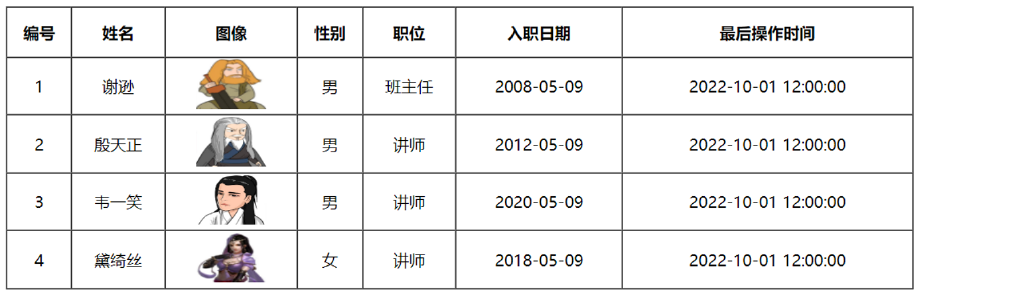 编号 姓名 图像 性别 职位 入职日期 最后操作时间
1 谢逊 男 班主任 2008-05-09 2022-10-01 12:00:00
2 殷天正 男 讲师 2012-05-09 2022-10-01 12:00:00
3 韦一笑 男 讲师 2020-05-09 2022-10-01 12:00:00
4 黛绮丝 女 讲师 2018-05-09 2022-10-01 12:00:00